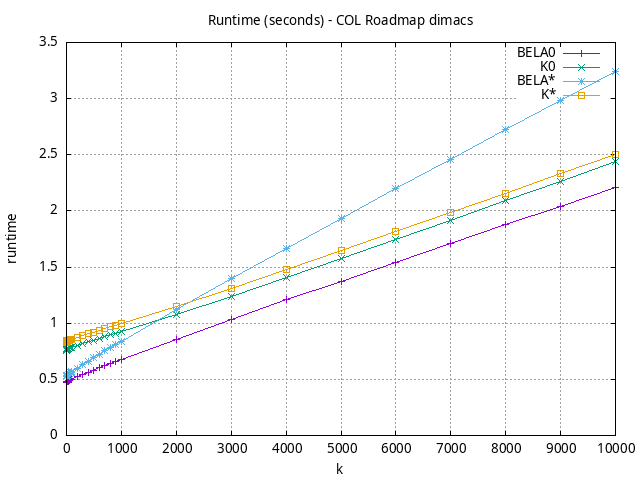 Runtime (seconds) - COL Roadmap dimacs
BELA0
K0
BELA*
K*
3.5
3
2.5
2
1.5
1
0.5
0
runtime
0 1000 2000 3000 4000 5000 6000 7000 8000 9000 10000
k